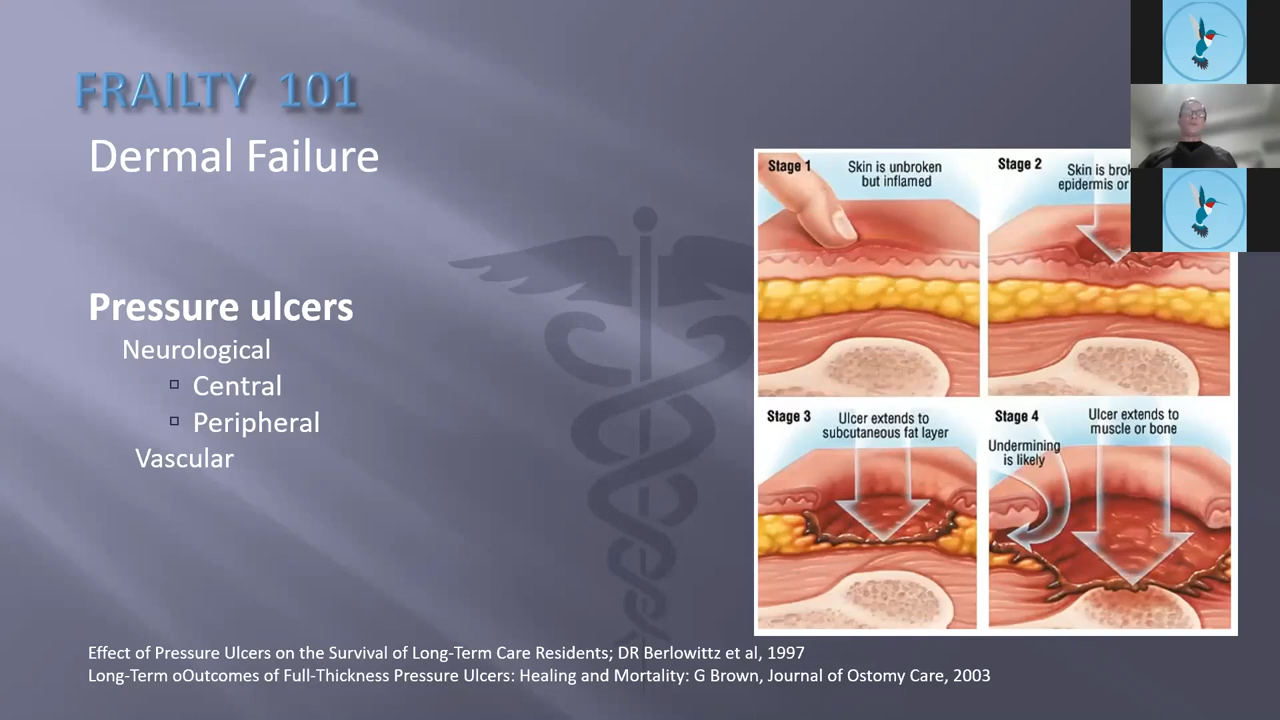 FRAILTY 101
Dermal Failure
Pressure ulcers
Neurological
Central
Peripheral
Vascular
Stage 1
Skin is unbroken
but inflamed
Stage 2
Skin is
epidermis or
Stage 3
Ulcer extends to
subcutaneous fat layer
Stage 4
Ulcer extends to
muscle or bone
Undermining
is likely
Effect of Pressure Ulcers on the Survival of Long-Term Care Residents; DR Berlowittz et al, 1997
Long-Term oOutcomes of Full-Thickness Pressure Ulcers: Healing and Mortality: G Brown, Journal of Ostomy Care, 2003